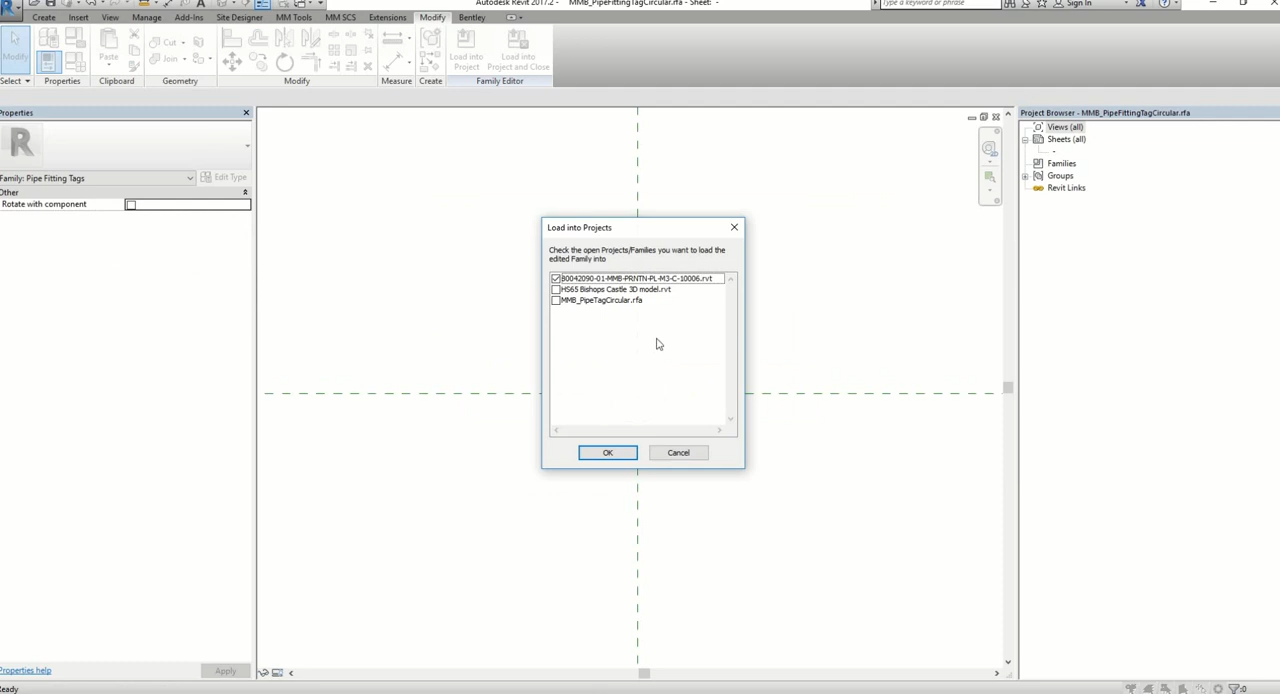 Autodesk Revit 2017.2 - MMB_PipeFittingTagCircular.rfa - Sheet: -
Type a keyword or phrase
Sign In
Create Insert View Manage Add-Ins Site Designer MM Tools MM SCS Extensions Modify Bentley
Modify
Paste
Cut
Join
Load into
Project
Load into
Project and Close
Select Properties Clipboard Geometry Modify Measure Create Family Editor
Properties
R
Family: Pipe Fitting Tags
Edit Type
Other
Rotate with component
Properties help
Apply
Ready
Load into Projects
Check the open Projects/Families you want to load the
edited Family into
B0042090-01-MMB-PRNTN-PL-M3-C-10006.rvt
HS65 Bishops Castle 3D model.rvt
MMB_PipeTagCircular.rfa
OK
Cancel
Project Browser - MMB_PipeFittingTagCircular.rfa
Views (all)
Sheets (all)
-
Families
Groups
Revit Links
:0